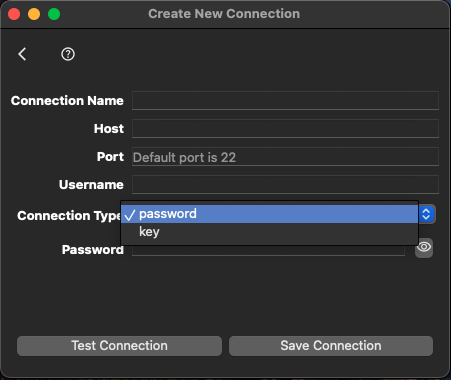 Create New Connection
Connection Name
Host
Port Default port is 22
Username
Connection Type
password
key
Password
Test Connection Save Connection